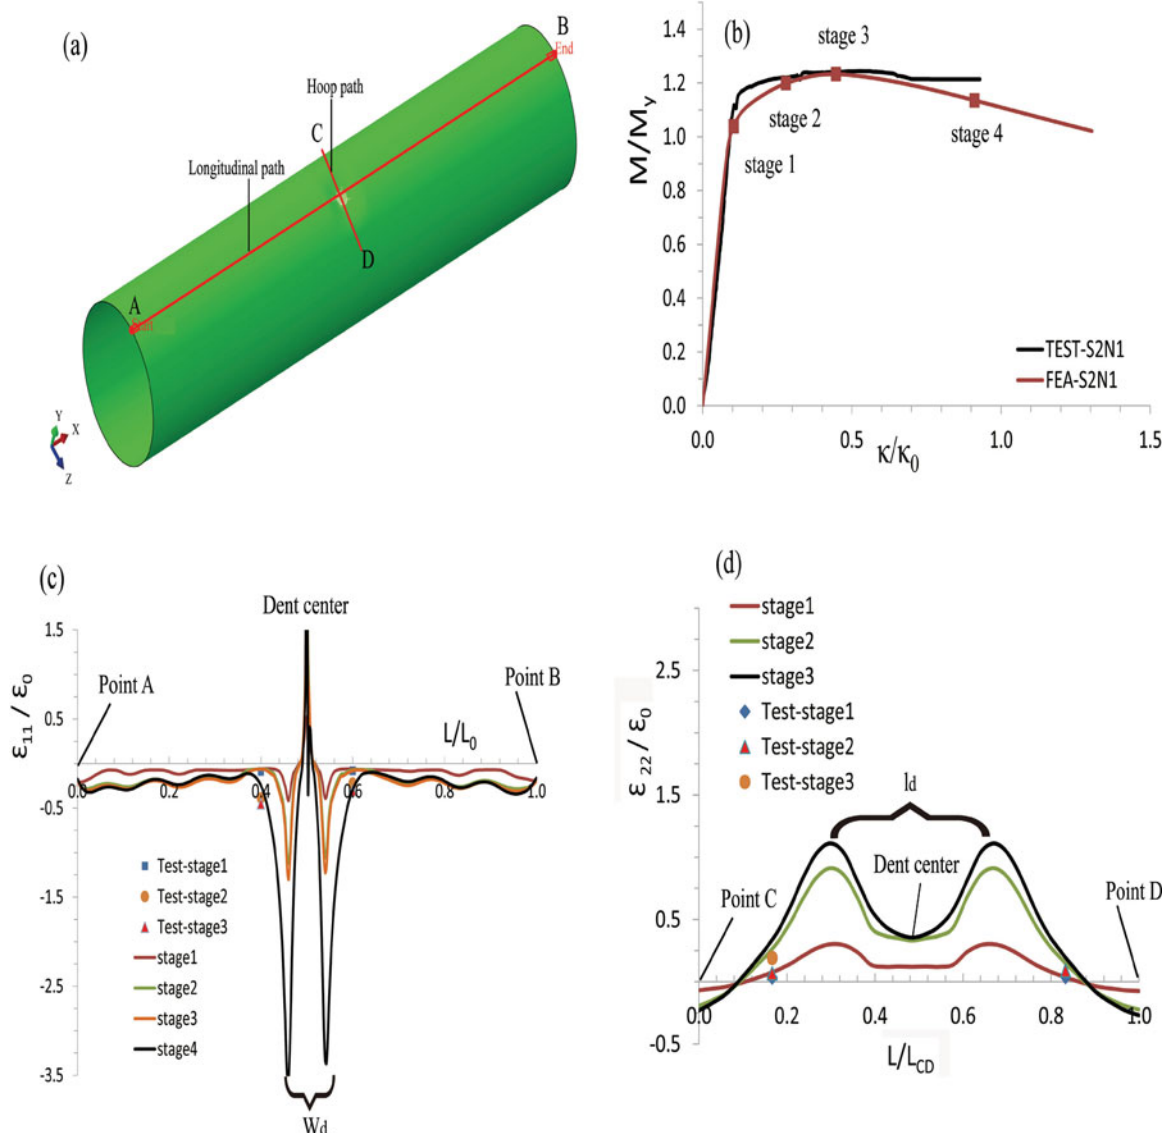 (a)
B
End
Hoop path
C
Longitudinal path
D
A
Start
Y
X
Z
(b)
1.4
1.2
1.0
0.8
0.6
0.4
0.2
0.0
M/My
stage 3
stage 2
stage 4
stage 1
TEST-S2N1
FEA-S2N1
0.0 0.5 1.0 1.5
κ/κ0
(c)
Dent center
1.5
0.5
-0.5
-1.5
-2.5
-3.5
ε11 / ε0
Point A
Point B
L/L0
0.0 0.2 0.4 0.6 0.8 1.0
Test-stage1
Test-stage2
Test-stage3
stage1
stage2
stage3
stage4
Wd
(d)
stage1
stage2
stage3
Test-stage1
Test-stage2
Test-stage3
2.5
1.5
0.5
-0.5
ε 22 / ε0
ld
Dent center
Point C
Point D
0.0 0.2 0.4 0.6 0.8 1.0
L/LCD